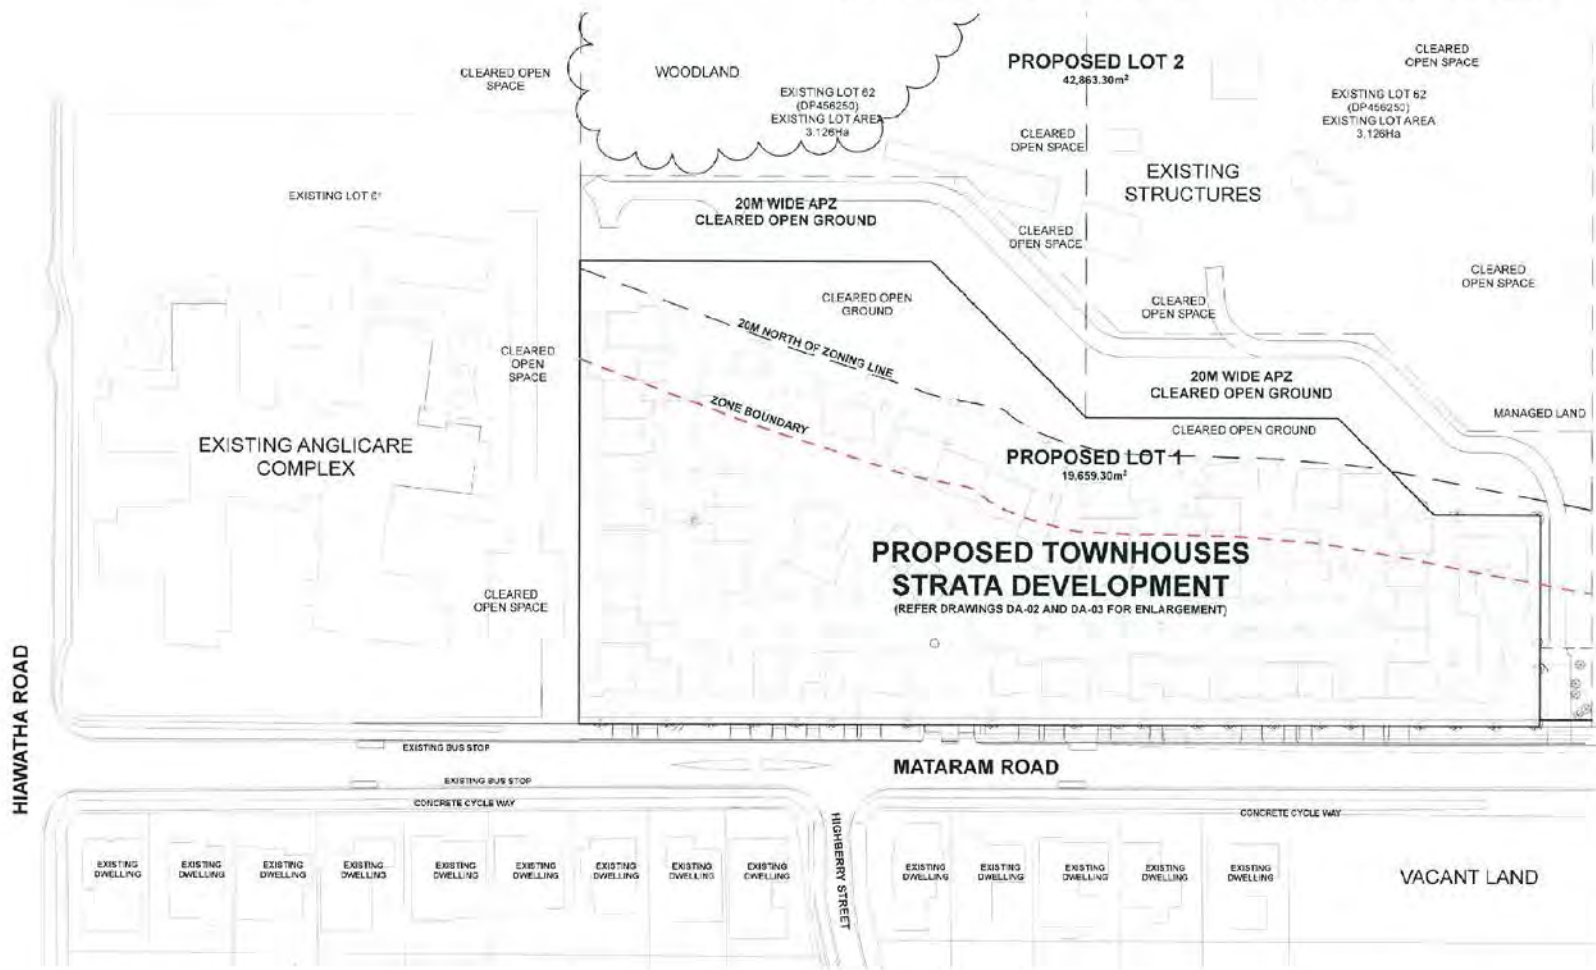 CLEARED OPEN
SPACE
WOODLAND
EXISTING LOT 62
(DP456250)
EXISTING LOT AREA
3.126Ha
PROPOSED LOT 2
42,863.30m²
CLEARED
OPEN SPACE
EXISTING LOT 62
(DP456250)
EXISTING LOT AREA
3.126Ha
CLEARED
OPEN SPACE
EXISTING
STRUCTURES
EXISTING LOT 61
20M WIDE APZ
CLEARED OPEN GROUND
CLEARED
OPEN SPACE
CLEARED
OPEN SPACE
CLEARED OPEN
GROUND
CLEARED
OPEN SPACE
20M NORTH OF ZONING LINE
CLEARED
OPEN
SPACE
20M WIDE APZ
CLEARED OPEN GROUND
ZONE BOUNDARY
MANAGED LAND
CLEARED OPEN GROUND
EXISTING ANGLICARE
COMPLEX
PROPOSED LOT 1
19,659.30m²
PROPOSED TOWNHOUSES
STRATA DEVELOPMENT
(REFER DRAWINGS DA-02 AND DA-03 FOR ENLARGEMENT)
CLEARED
OPEN SPACE
HIAWATHA ROAD
EXISTING BUS STOP
MATARAM ROAD
EXISTING BUS STOP
CONCRETE CYCLE WAY
CONCRETE CYCLE WAY
HIGHBERRY STREET
EXISTING
DWELLING
EXISTING
DWELLING
EXISTING
DWELLING
EXISTING
DWELLING
EXISTING
DWELLING
EXISTING
DWELLING
EXISTING
DWELLING
EXISTING
DWELLING
EXISTING
DWELLING
EXISTING
DWELLING
EXISTING
DWELLING
EXISTING
DWELLING
EXISTING
DWELLING
EXISTING
DWELLING
VACANT LAND